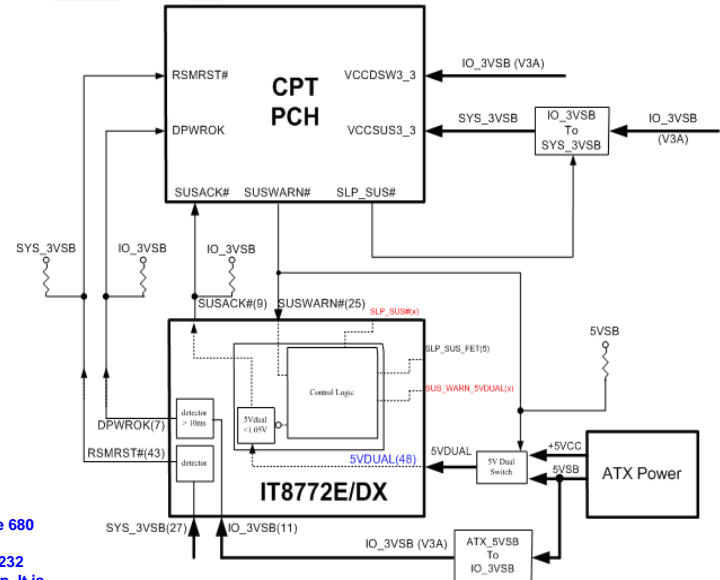 RSMRST#
DPWROK
CPT
PCH
VCCDSW3_3
VCCSUS3_3
SUSACK# SUSWARN# SLP_SUS#
IO_3VSB (V3A)
SYS_3VSB
IO_3VSB
To
SYS_3VSB
IO_3VSB
(V3A)
SYS_3VSB
IO_3VSB
IO_3VSB
SUSACK#(9)
SUSWARN#(25)
SLP_SUS#(x)
SLP_SUS_FET(5)
SUS_WARN_5VDUAL(x)
Control Logic
5Vdual
<1.05V
detector
> 10ms
detector
DPWROK(7)
RSMRST#(43)
5VDUAL(48)
IT8772E/DX
5VSB
5VDUAL
5V Dual
Switch
+5VCC
5VSB
ATX Power
SYS_3VSB(27)
IO_3VSB(11)
IO_3VSB (V3A)
ATX_5VSB
To
IO_3VSB
e 680
232
n. It is